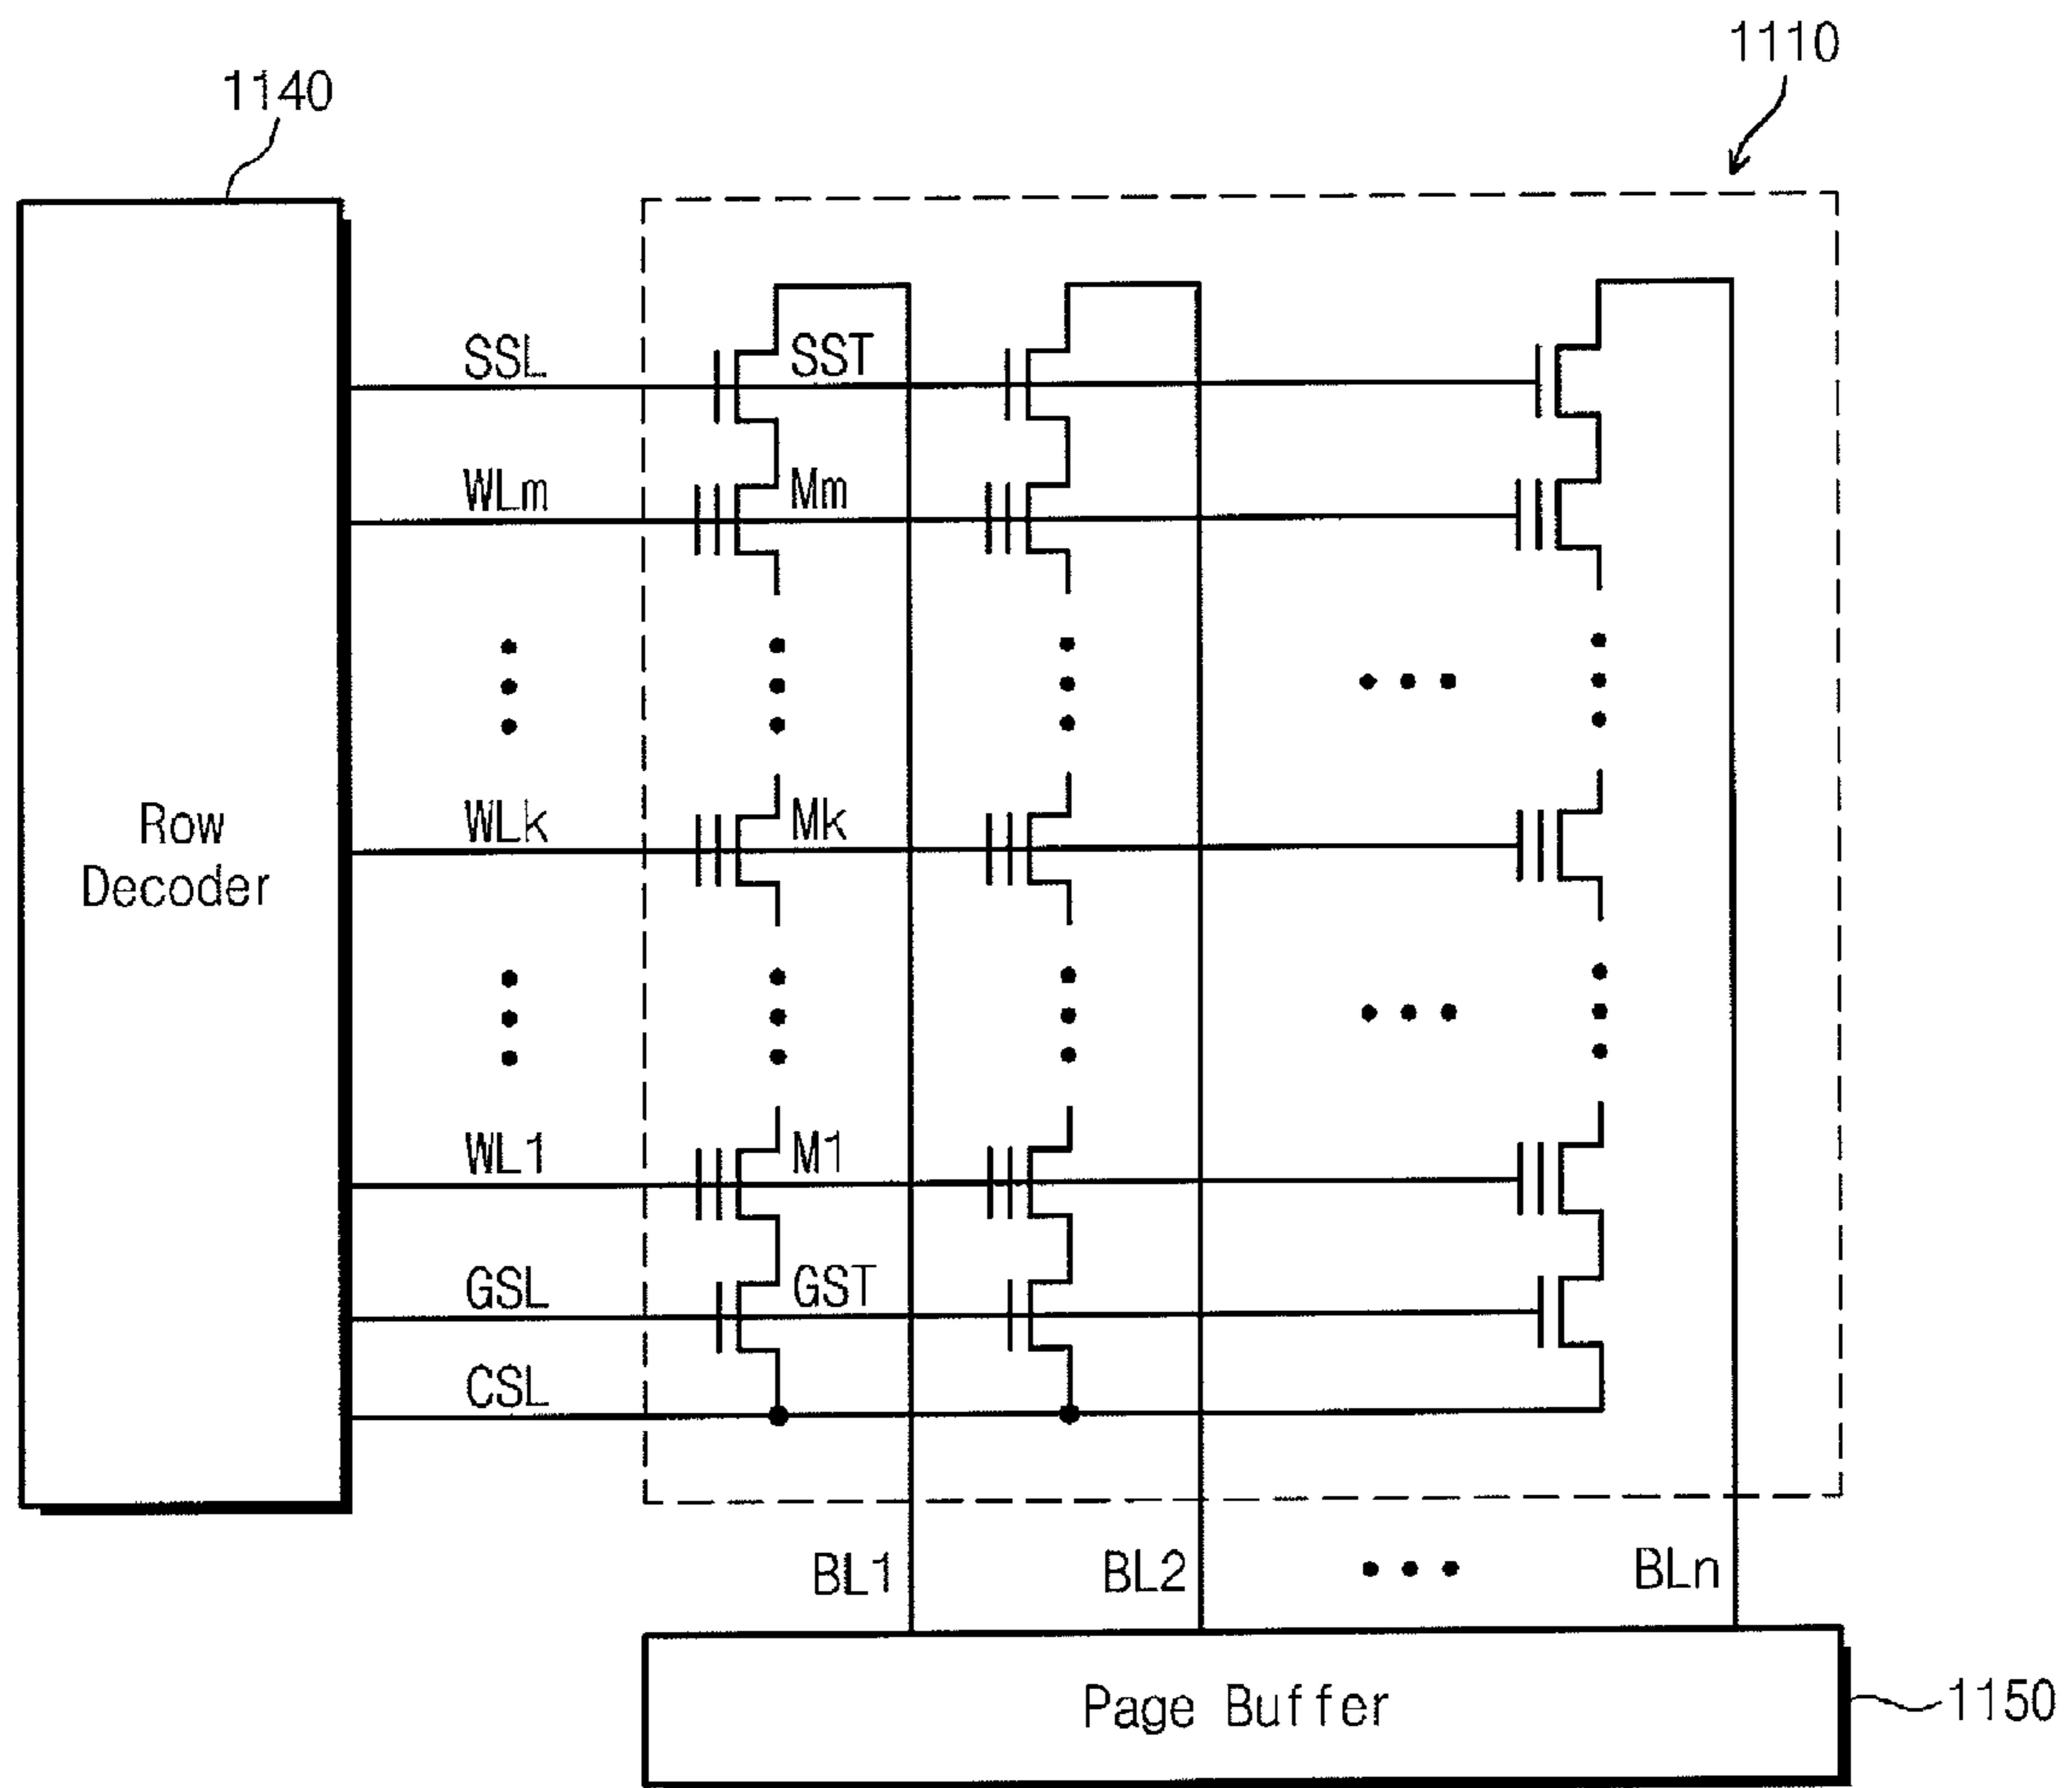 1110
1140
SSL SST
WLm Mm
Row
Decoder
WLk Mk
WL1 M1
GSL GST
CSL
BL1 BL2 ••• BLn
Page Buffer
1150